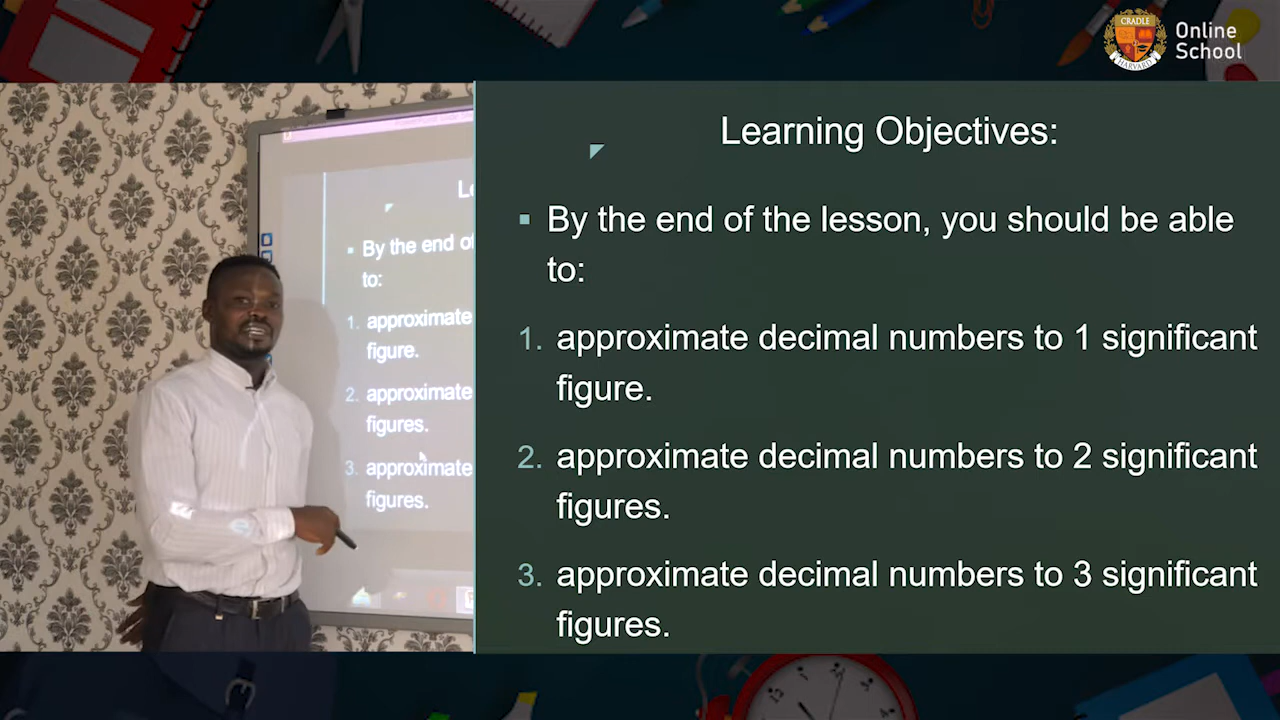 CRADLE
HARVARD
Online
School
Learning Objectives:
▪ By the end of the lesson, you should be able
to:
1. approximate decimal numbers to 1 significant
figure.
2. approximate decimal numbers to 2 significant
figures.
3. approximate decimal numbers to 3 significant
figures.
▪ By the end of
to:
1. approximate
figure.
2. approximate
figures.
3. approximate
figures.